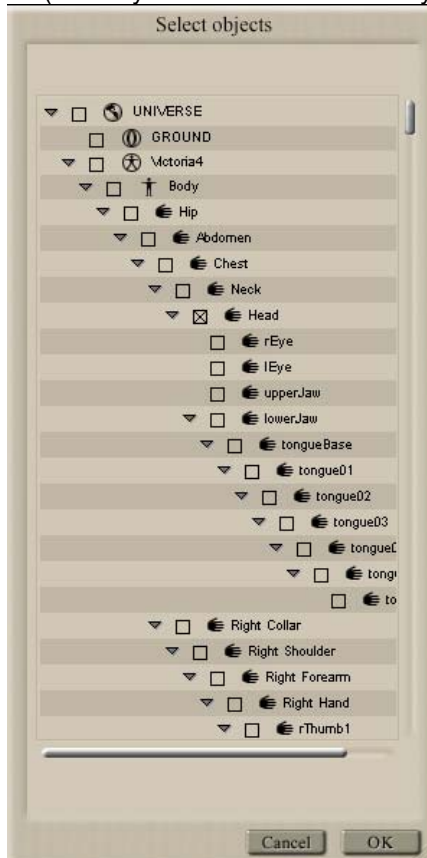 Select objects
UNIVERSE
GROUND
Victoria4
Body
Hip
Abdomen
Chest
Neck
Head
rEye
lEye
upperJaw
lowerJaw
tongueBase
tongue01
tongue02
tongue03
Right Collar
Right Shoulder
Right Forearm
Right Hand
rThumb1
Cancel OK